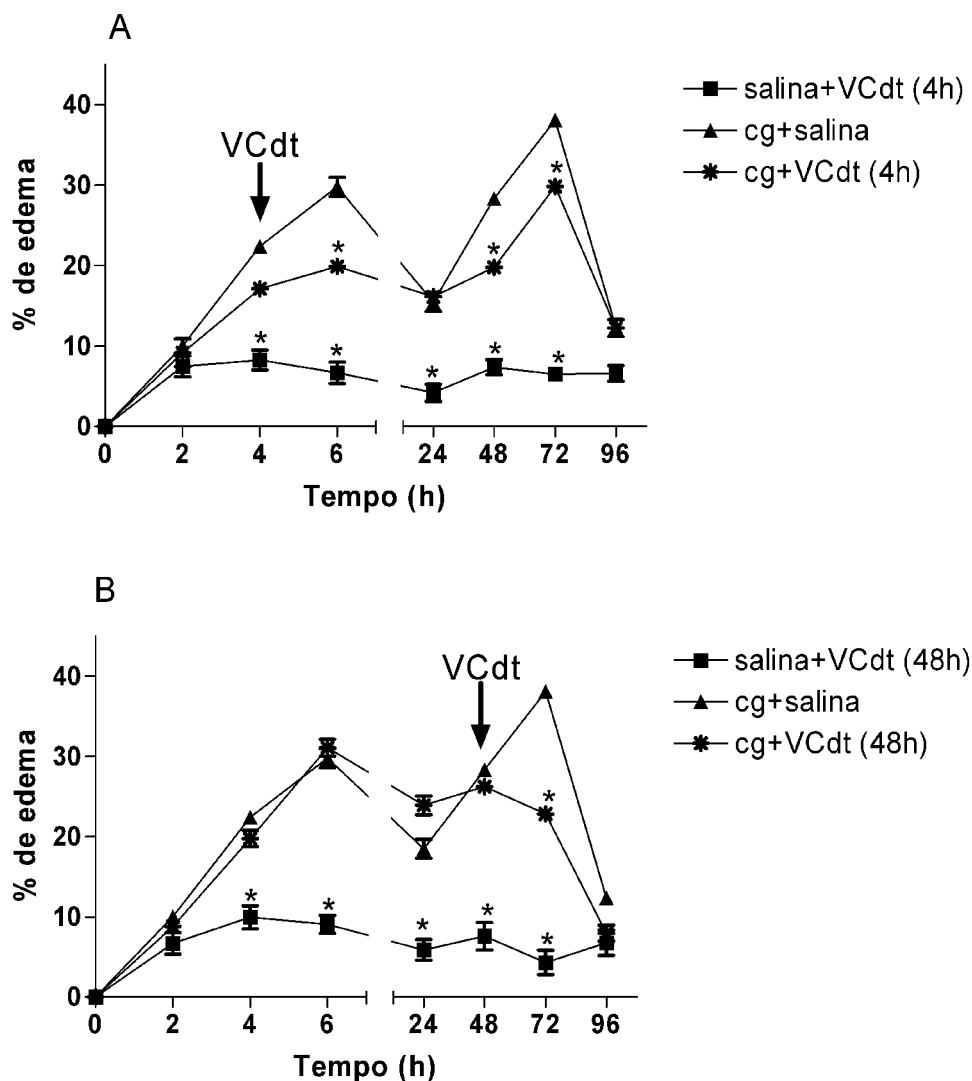 A
40
30
20
10
0
% de edema
VCdt
*
*
*
*
*
*
*
*
0
2
4
6
24
48
72
96
Tempo (h)
salina+VCdt (4h)
cg+salina
cg+VCdt (4h)
B
40
30
20
10
0
% de edema
VCdt
*
*
*
*
*
*
0
2
4
6
24
48
72
96
Tempo (h)
salina+VCdt (48h)
cg+salina
cg+VCdt (48h)